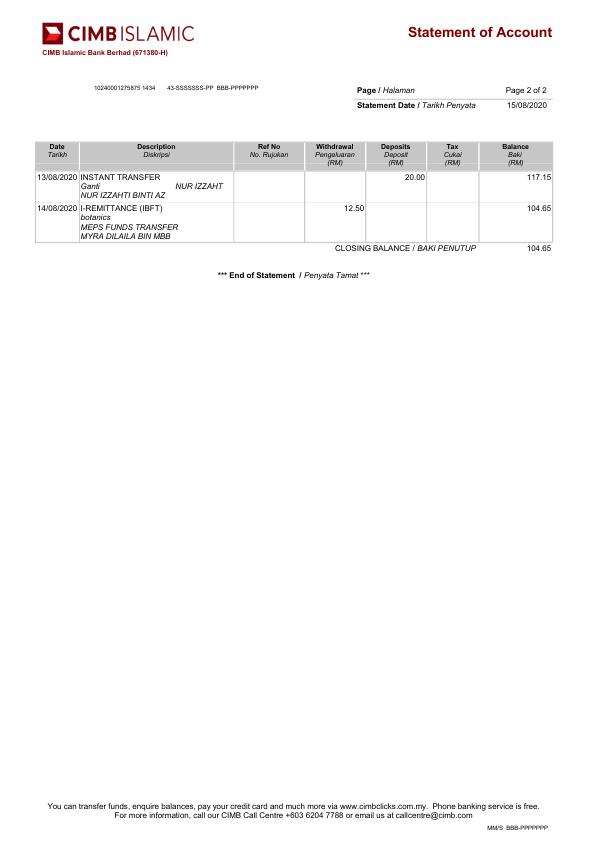 CIMB ISLAMIC
Statement of Account
CIMB Islamic Bank Berhad (671380-H)
10240001275875 1434 43-SSSSSSS-PP BBB-PPPPPPP
Page / Halaman Page 2 of 2
Statement Date / Tarikh Penyata 15/08/2020
Date Description Ref No Withdrawal Deposits Tax Balance
Tarikh Diskripsi No. Rujukan Pengeluaran Deposit Cukai Baki
(RM) (RM) (RM) (RM)
13/08/2020 INSTANT TRANSFER 20.00 117.15
Ganti NUR IZZAHT
NUR IZZAHTI BINTI AZ
14/08/2020 I-REMITTANCE (IBFT) 12.50 104.65
botanics
MEPS FUNDS TRANSFER
MYRA DILAILA BIN MBB
CLOSING BALANCE / BAKI PENUTUP 104.65
*** End of Statement / Penyata Tamat ***
You can transfer funds, enquire balances, pay your credit card and much more via www.cimbclicks.com.my. Phone banking service is free.
For more information, call our CIMB Call Centre +603 6204 7788 or email us at callcentre@cimb.com
MM/S BBB-PPPPPPP